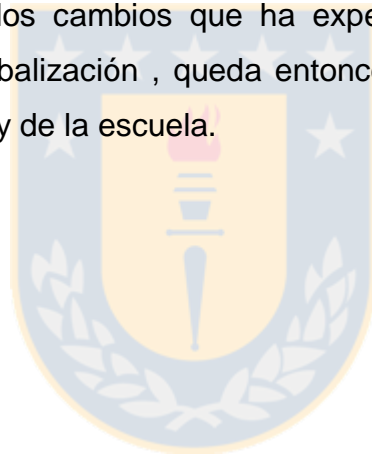 los cambios que ha expe
balización , queda entonc
y de la escuela.